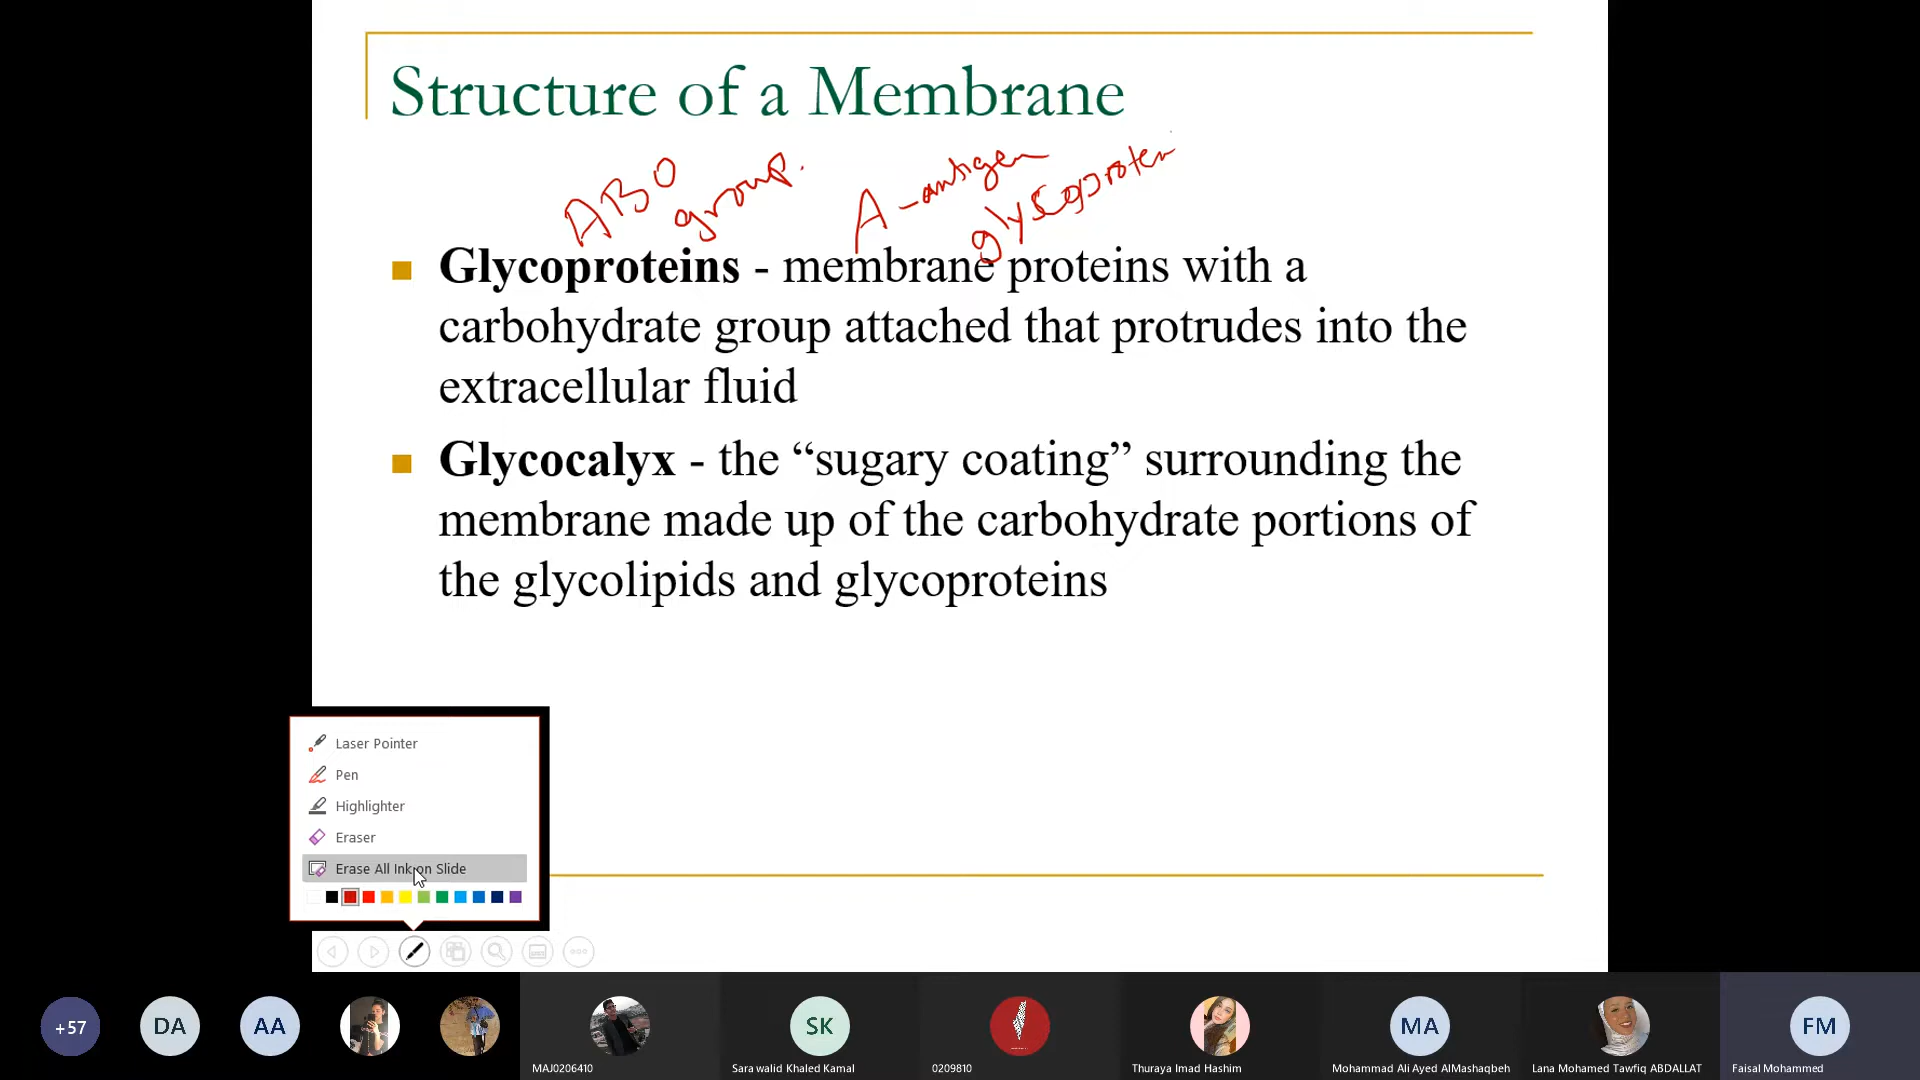 Structure of a Membrane
ABO group.
A-antigen
glycoprotein
Glycoproteins - membrane proteins with a
carbohydrate group attached that protrudes into the
extracellular fluid
Glycocalyx - the “sugary coating” surrounding the
membrane made up of the carbohydrate portions of
the glycolipids and glycoproteins
Laser Pointer
Pen
Highlighter
Eraser
Erase All Ink on Slide
+57
DA
AA
SK
MA
FM
MAJ0206410
Sara walid Khaled Kamal
0209810
Thuraya Imad Hashim
Mohammad Ali Ayed AlMashaqbeh
Lana Mohamed Tawfiq ABDALLAT
Faisal Mohammed